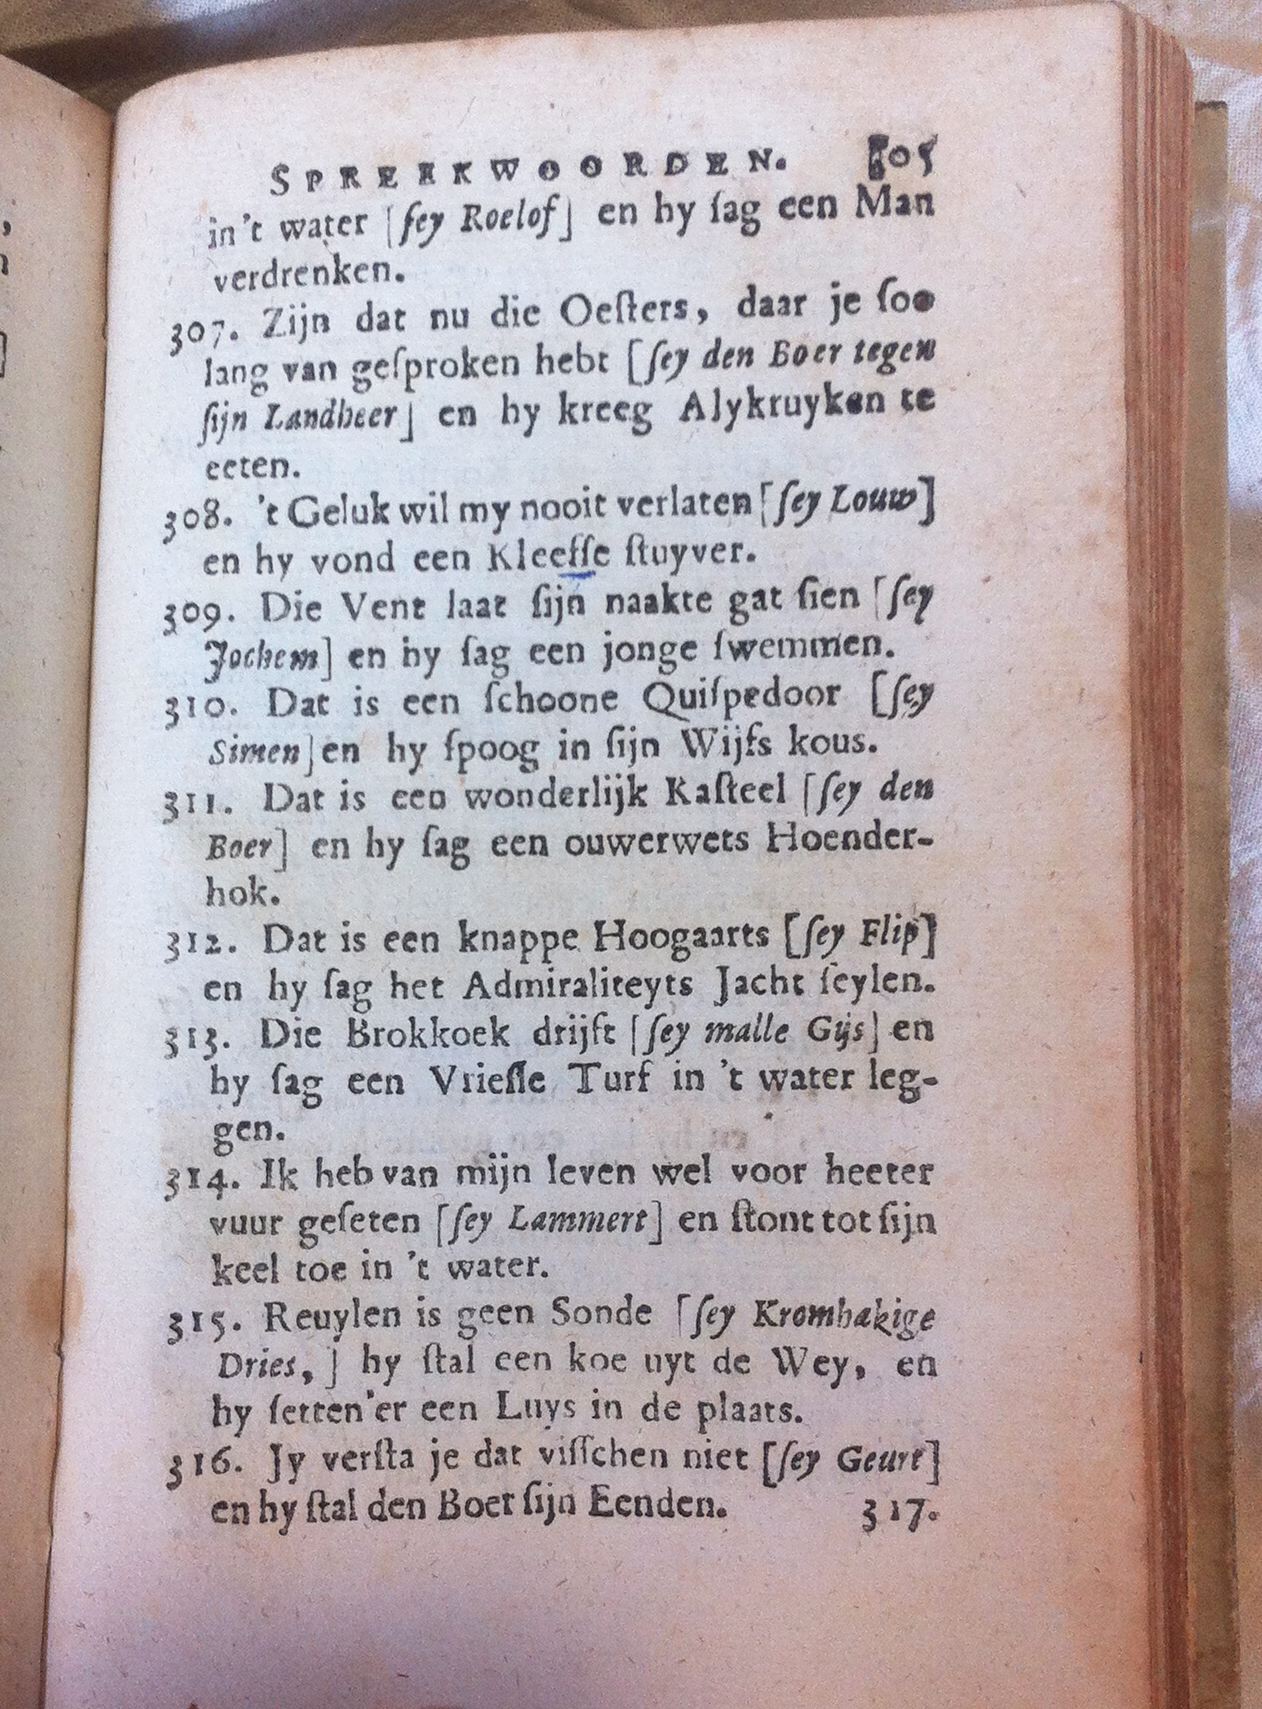 SPREEKWOORDEN. 805
in't water [ſey Roelof] en hy ſag een Man
verdrenken.
307. Zijn dat nu die Oeſters, daar je ſoo
lang van geſproken hebt [ſey den Boer tegen
ſijn Landheer] en hy kreeg Alykruyken te
eeten.
308. 't Geluk wil my nooit verlaten [ſey Louw]
en hy vond een Kleefſe ſtuyver.
309. Die Vent laat ſijn naakte gat ſien [ſey
Jochem] en hy ſag een jonge ſwemmen.
310. Dat is een ſchoone Quiſpedoor [ſey
Simen] en hy ſpoog in ſijn Wijfs kous.
311. Dat is een wonderlijk Kaſteel [ſey den
Boer] en hy ſag een ouwerwets Hoender-
hok.
312. Dat is een knappe Hoogaarts [ſey Flip]
en hy ſag het Admiraliteyts Jacht ſeylen.
313. Die Brokkoek drijft [ſey malle Gijs] en
hy ſag een Vrieſſe Turf in 't water leg-
gen.
314. Ik heb van mijn leven wel voor heeter
vuur geſeten [ſey Lammert] en ſtont tot ſijn
keel toe in 't water.
315. Reuylen is geen Sonde [ſey Kromhakige
Dries,] hy ſtal een koe uyt de Wey, en
hy ſetten'er een Luys in de plaats.
316. Jy verſta je dat viſſchen niet [ſey Geurt]
en hy ſtal den Boer ſijn Eenden. 317.